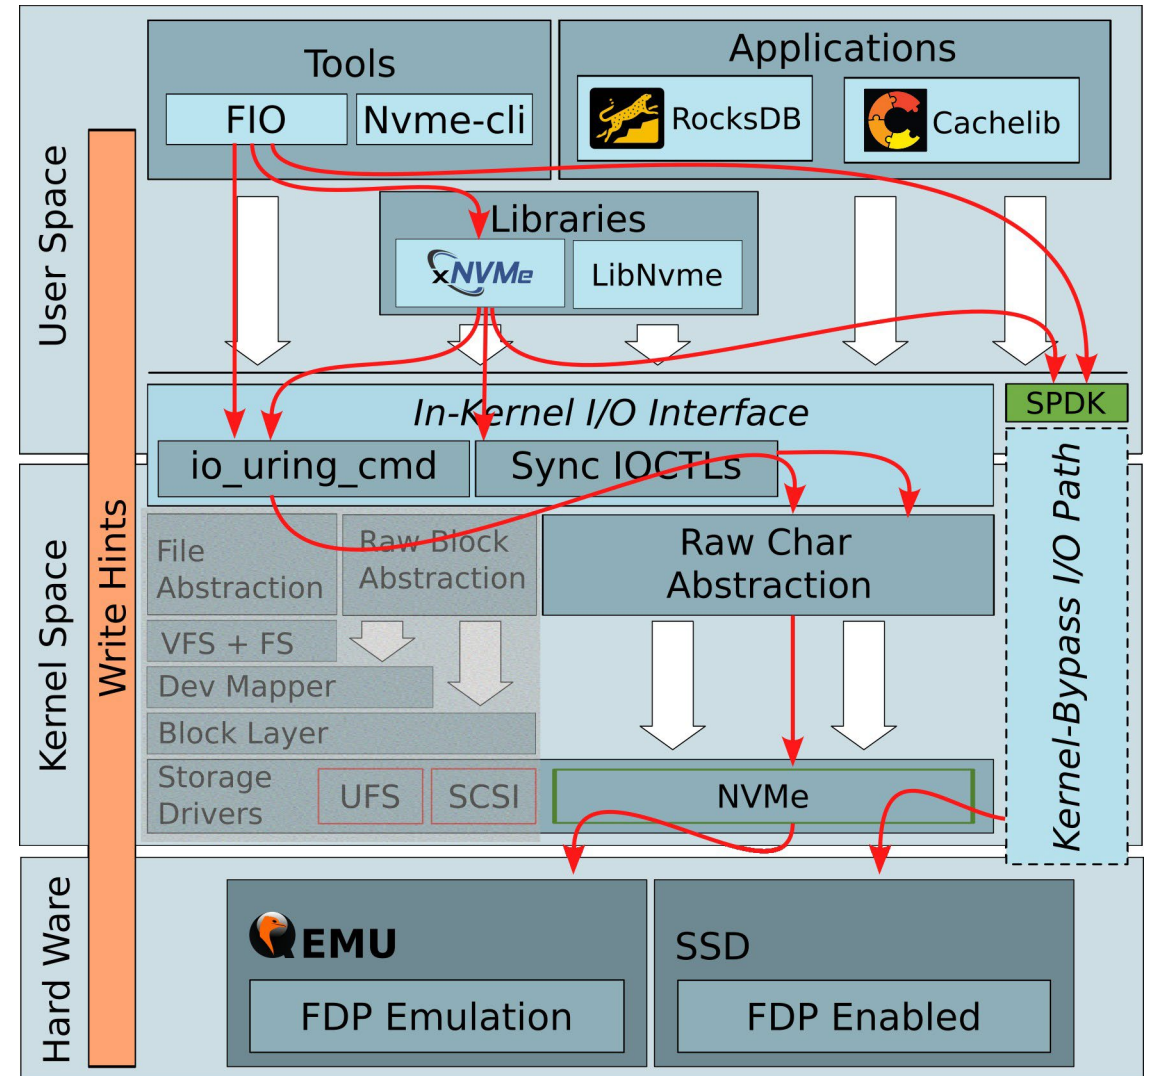 Tools
FIO
Nvme-cli
Applications
RocksDB
Cachelib
User Space
Libraries
xNVMe
LibNvme
In-Kernel I/O Interface
SPDK
io_uring_cmd
Sync IOCTLs
Write Hints
Kernel Space
File
Abstraction
Raw Block
Abstraction
Raw Char
Abstraction
Kernel-Bypass I/O Path
VFS + FS
Dev Mapper
Block Layer
Storage
Drivers
UFS
SCSI
NVMe
Hard Ware
QEMU
FDP Emulation
SSD
FDP Enabled